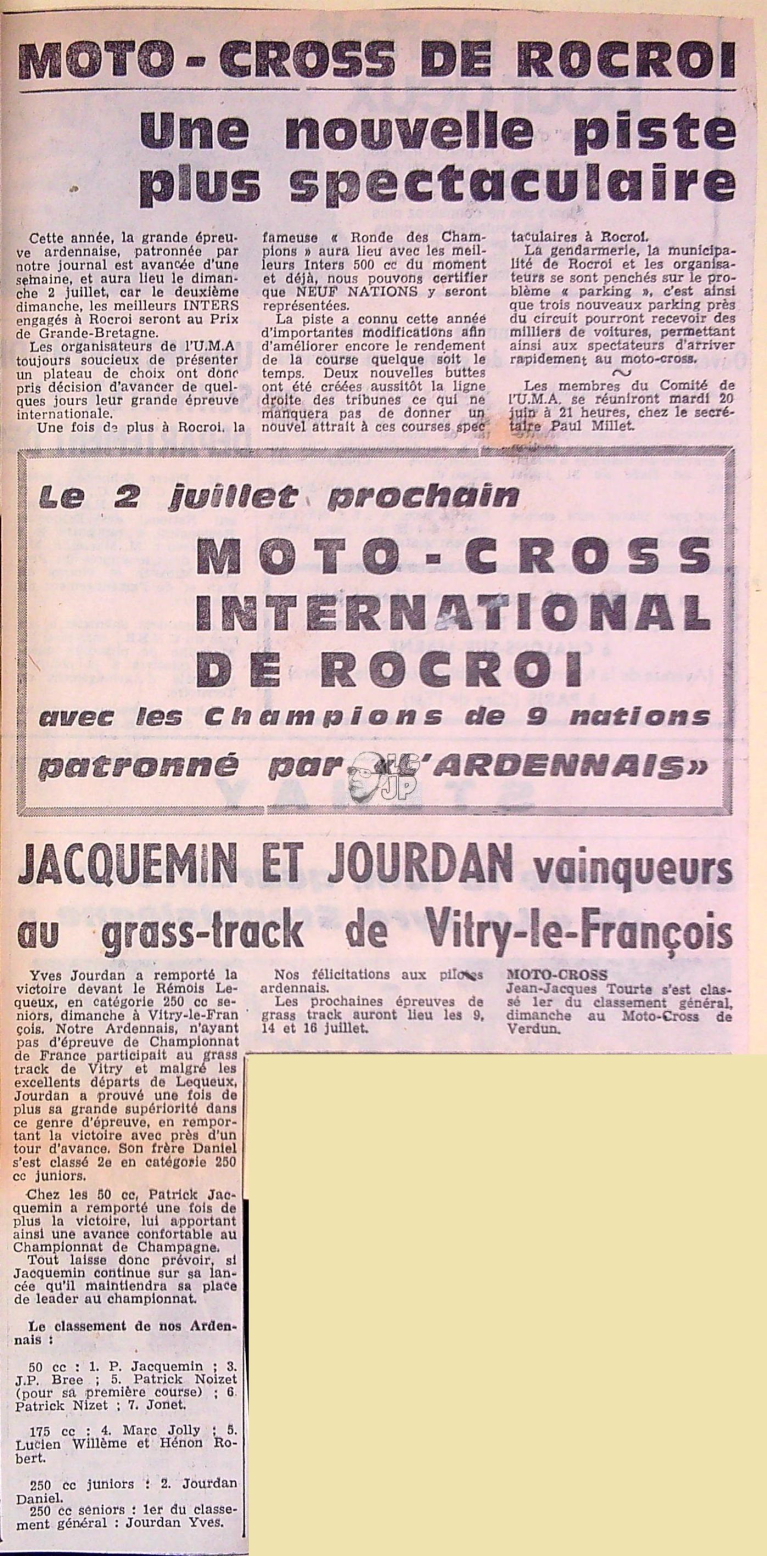 MOTO-CROSS DE ROCROI
Une nouvelle piste
plus spectaculaire
Cette année, la grande épreu-
ve ardennaise, patronnée par
notre journal est avancée d'une
semaine, et aura lieu le diman-
che 2 juillet, car le deuxième
dimanche, les meilleurs INTERS
engagés à Rocroi seront au Prix
de Grande-Bretagne.
Les organisateurs de l'U.M.A
toujours soucieux de présenter
un plateau de choix ont donc
pris décision d'avancer de quel-
ques jours leur grande épreuve
internationale.
Une fois de plus à Rocroi, la
fameuse « Ronde des Cham-
pions » aura lieu avec les meil-
leurs Inters 500 cc du moment
et déjà, nous pouvons certifier
que NEUF NATIONS y seront
représentées.
La piste a connu cette année
d'importantes modifications afin
d'améliorer encore le rendement
de la course quelque soit le
temps. Deux nouvelles buttes
ont été créées aussitôt la ligne
droite des tribunes ce qui ne
manquera pas de donner un
nouvel attrait à ces courses spec
taculaires à Rocroi.
La gendarmerie, la municipa-
lité de Rocroi et les organisa-
teurs se sont penchés sur le pro-
blème « parking », c'est ainsi
que trois nouveaux parking près
du circuit pourront recevoir des
milliers de voitures, permettant
ainsi aux spectateurs d'arriver
rapidement au moto-cross.
Les membres du Comité de
l'U.M.A. se réuniront mardi 20
juin à 21 heures, chez le secré-
taire Paul Millet.
Le 2 juillet prochain
MOTO-CROSS
INTERNATIONAL
DE ROCROI
avec les Champions de 9 nations
patronné par «L'ARDENNAIS»
LG
JP
JACQUEMIN ET JOURDAN vainqueurs
au grass-track de Vitry-le-François
Yves Jourdan a remporté la
victoire devant le Rémois Le-
queux, en catégorie 250 cc se-
niors, dimanche à Vitry-le-Fran
çois. Notre Ardennais, n'ayant
pas d'épreuve de Championnat
de France participait au grass
track de Vitry et malgré les
excellents départs de Lequeux,
Jourdan a prouvé une fois de
plus sa grande supériorité dans
ce genre d'épreuve, en rempor-
tant la victoire avec près d'un
tour d'avance. Son frère Daniel
s'est classé 2e en catégorie 250
cc juniors.
Chez les 50 cc, Patrick Jac-
quemin a remporté une fois de
plus la victoire, lui apportant
ainsi une avance confortable au
Championnat de Champagne.
Tout laisse donc prévoir, si
Jacquemin continue sur sa lan-
cée qu'il maintiendra sa place
de leader au championnat.
Le classement de nos Arden-
nais :
50 cc : 1. P. Jacquemin ; 3.
J.P. Bree ; 5. Patrick Noizet
(pour sa première course) ; 6
Patrick Nizet ; 7. Jonet.
175 cc : 4. Marc Jolly ; 5.
Lucien Willème et Hénon Ro-
bert.
250 cc juniors : 2. Jourdan
Daniel.
250 cc séniors : 1er du classe-
ment général : Jourdan Yves.
Nos félicitations aux pilotes
ardennais.
Les prochaines épreuves de
grass track auront lieu les 9,
14 et 16 juillet.
MOTO-CROSS
Jean-Jacques Tourte s'est clas-
sé 1er du classement général,
dimanche au Moto-Cross de
Verdun.